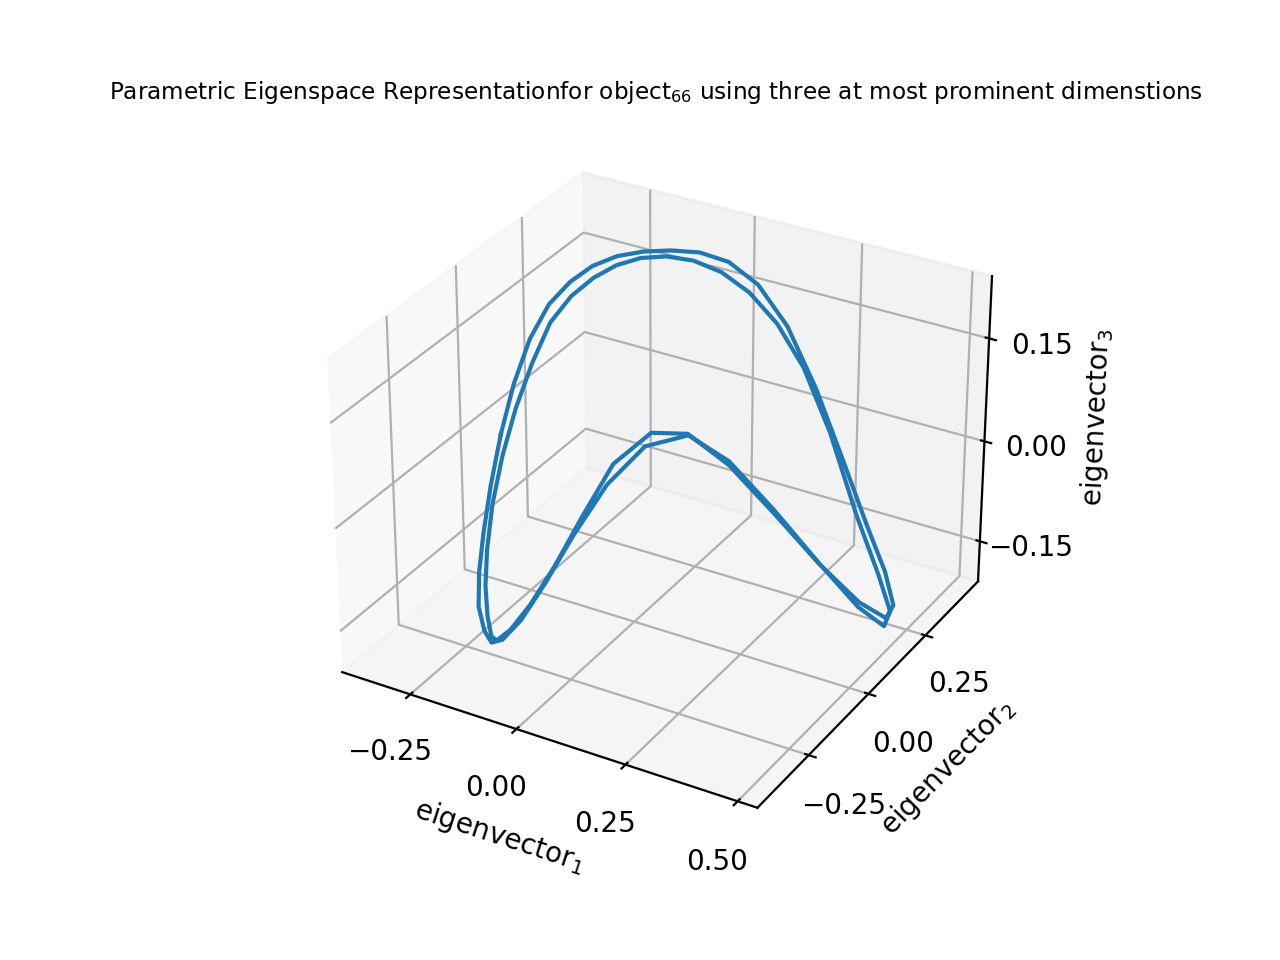 Parametric Eigenspace Representationfor object₆₆ using three at most prominent dimenstions
0.15
0.00
−0.15
eigenvector₃
0.25
0.00
−0.25
eigenvector₂
−0.25
0.00
0.25
0.50
eigenvector₁